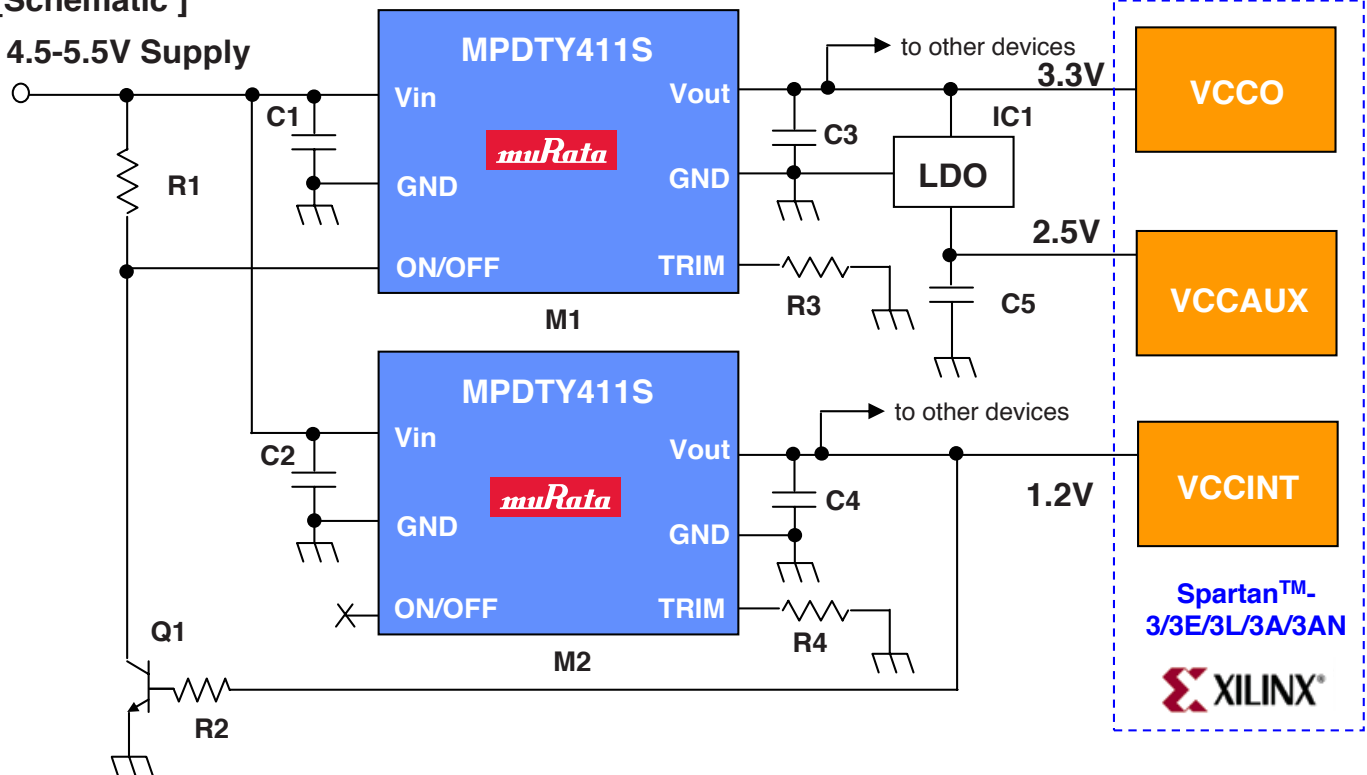 [Schematic ]
4.5-5.5V Supply
MPDTY411S
to other devices
3.3V
VCCO
Vin
Vout
C1
C3
IC1
muRata
R1
GND
GND
LDO
2.5V
ON/OFF
TRIM
R3
C5
VCCAUX
M1
MPDTY411S
to other devices
Vin
Vout
C2
C4
1.2V
VCCINT
muRata
GND
GND
ON/OFF
TRIM
R4
Spartan™-
3/3E/3L/3A/3AN
Q1
M2
R2
XILINX®